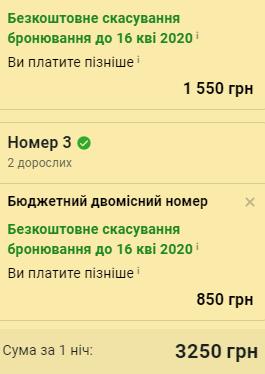 Безкоштовне скасування
бронювання до 16 кві 2020 i
Ви платите пізніше i
1 550 грн
Номер 3
2 дорослих
Бюджетний двомісний номер ×
Безкоштовне скасування
бронювання до 16 кві 2020 i
Ви платите пізніше i
850 грн
Сума за 1 ніч: 3250 грн